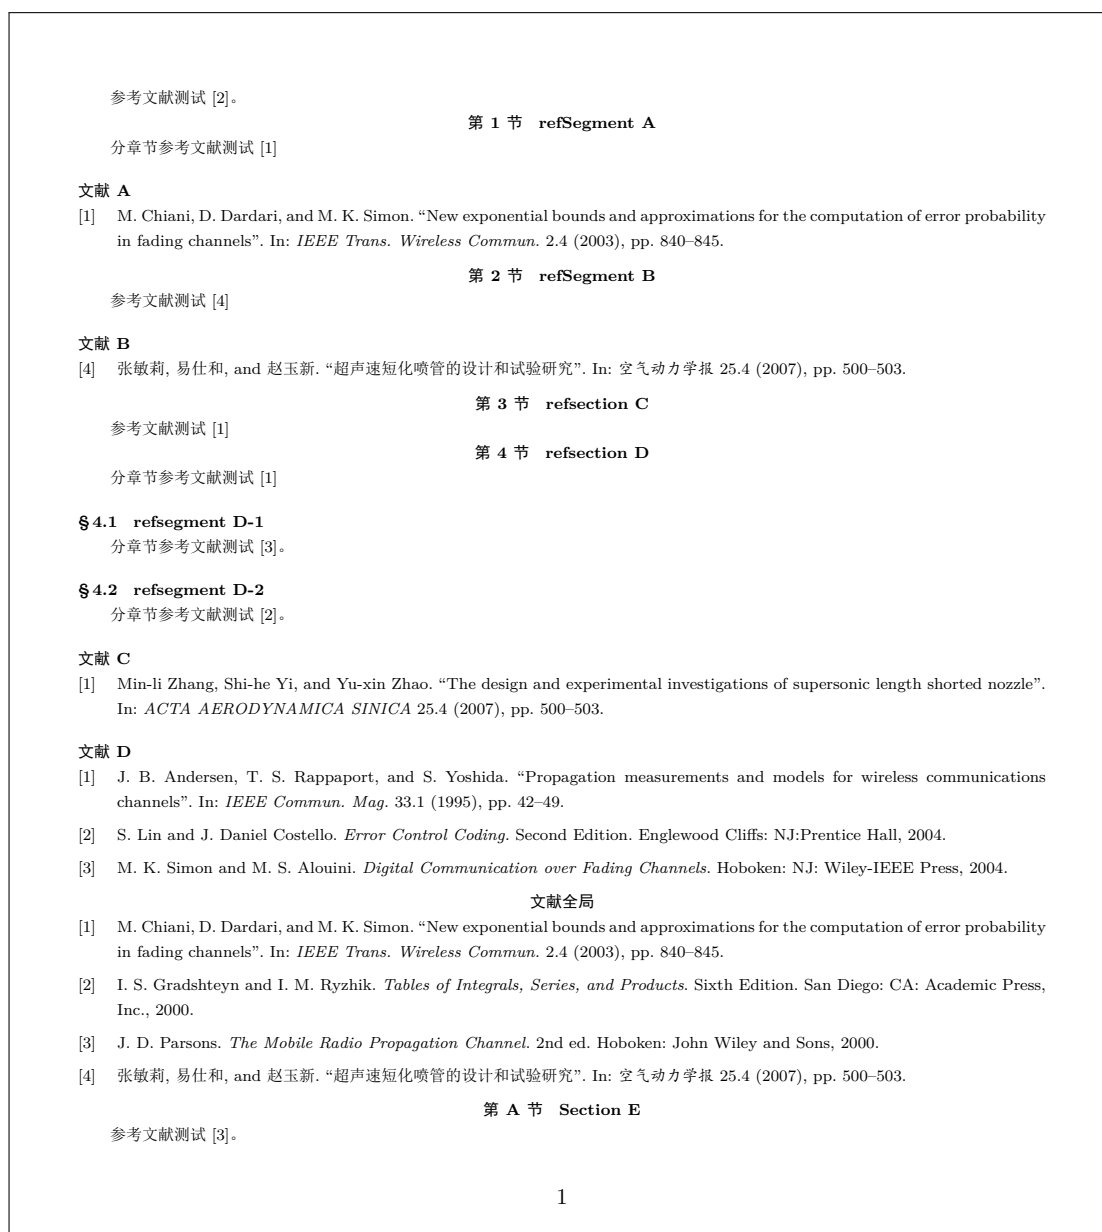 参考文献测试 [2]。
第 1 节 refSegment A
分章节参考文献测试 [1]
文献 A
[1] M. Chiani, D. Dardari, and M. K. Simon. “New exponential bounds and approximations for the computation of error probability
in fading channels”. In: IEEE Trans. Wireless Commun. 2.4 (2003), pp. 840–845.
第 2 节 refSegment B
参考文献测试 [4]
文献 B
[4] 张敏莉, 易仕和, and 赵玉新. “超声速短化喷管的设计和试验研究”. In: 空气动力学报 25.4 (2007), pp. 500–503.
第 3 节 refsection C
参考文献测试 [1]
第 4 节 refsection D
分章节参考文献测试 [1]
§ 4.1 refsegment D-1
分章节参考文献测试 [3]。
§ 4.2 refsegment D-2
分章节参考文献测试 [2]。
文献 C
[1] Min-li Zhang, Shi-he Yi, and Yu-xin Zhao. “The design and experimental investigations of supersonic length shorted nozzle”.
In: ACTA AERODYNAMICA SINICA 25.4 (2007), pp. 500–503.
文献 D
[1] J. B. Andersen, T. S. Rappaport, and S. Yoshida. “Propagation measurements and models for wireless communications
channels”. In: IEEE Commun. Mag. 33.1 (1995), pp. 42–49.
[2] S. Lin and J. Daniel Costello. Error Control Coding. Second Edition. Englewood Cliffs: NJ:Prentice Hall, 2004.
[3] M. K. Simon and M. S. Alouini. Digital Communication over Fading Channels. Hoboken: NJ: Wiley-IEEE Press, 2004.
文献全局
[1] M. Chiani, D. Dardari, and M. K. Simon. “New exponential bounds and approximations for the computation of error probability
in fading channels”. In: IEEE Trans. Wireless Commun. 2.4 (2003), pp. 840–845.
[2] I. S. Gradshteyn and I. M. Ryzhik. Tables of Integrals, Series, and Products. Sixth Edition. San Diego: CA: Academic Press,
Inc., 2000.
[3] J. D. Parsons. The Mobile Radio Propagation Channel. 2nd ed. Hoboken: John Wiley and Sons, 2000.
[4] 张敏莉, 易仕和, and 赵玉新. “超声速短化喷管的设计和试验研究”. In: 空气动力学报 25.4 (2007), pp. 500–503.
第 A 节 Section E
参考文献测试 [3]。
1